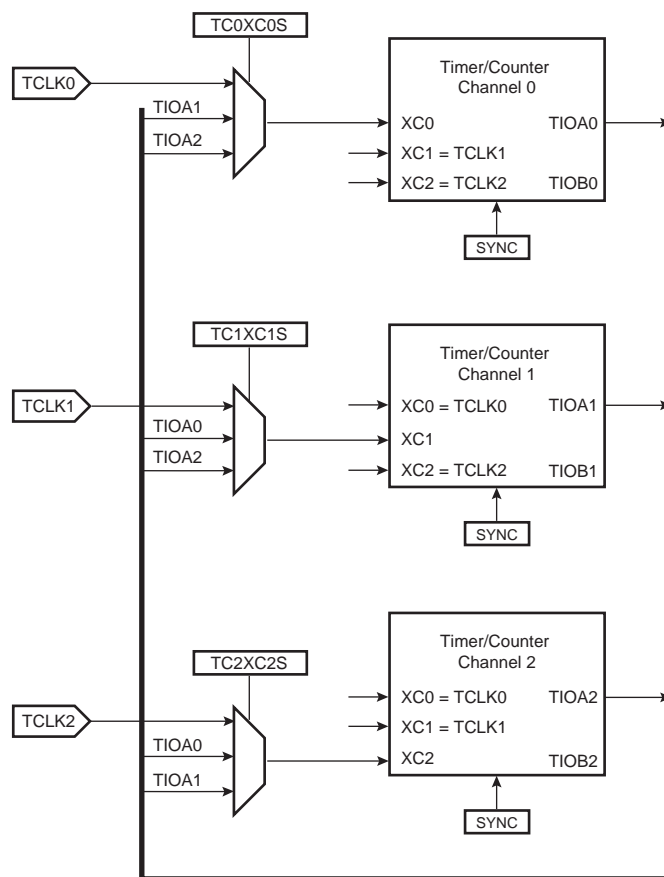 TC0XC0S
TCLK0
TIOA1
TIOA2
Timer/Counter
Channel 0
XC0
TIOA0
XC1 = TCLK1
XC2 = TCLK2
TIOB0
SYNC
TC1XC1S
TCLK1
TIOA0
TIOA2
Timer/Counter
Channel 1
XC0 = TCLK0
TIOA1
XC1
XC2 = TCLK2
TIOB1
SYNC
TC2XC2S
TCLK2
TIOA0
TIOA1
Timer/Counter
Channel 2
XC0 = TCLK0
TIOA2
XC1 = TCLK1
XC2
TIOB2
SYNC